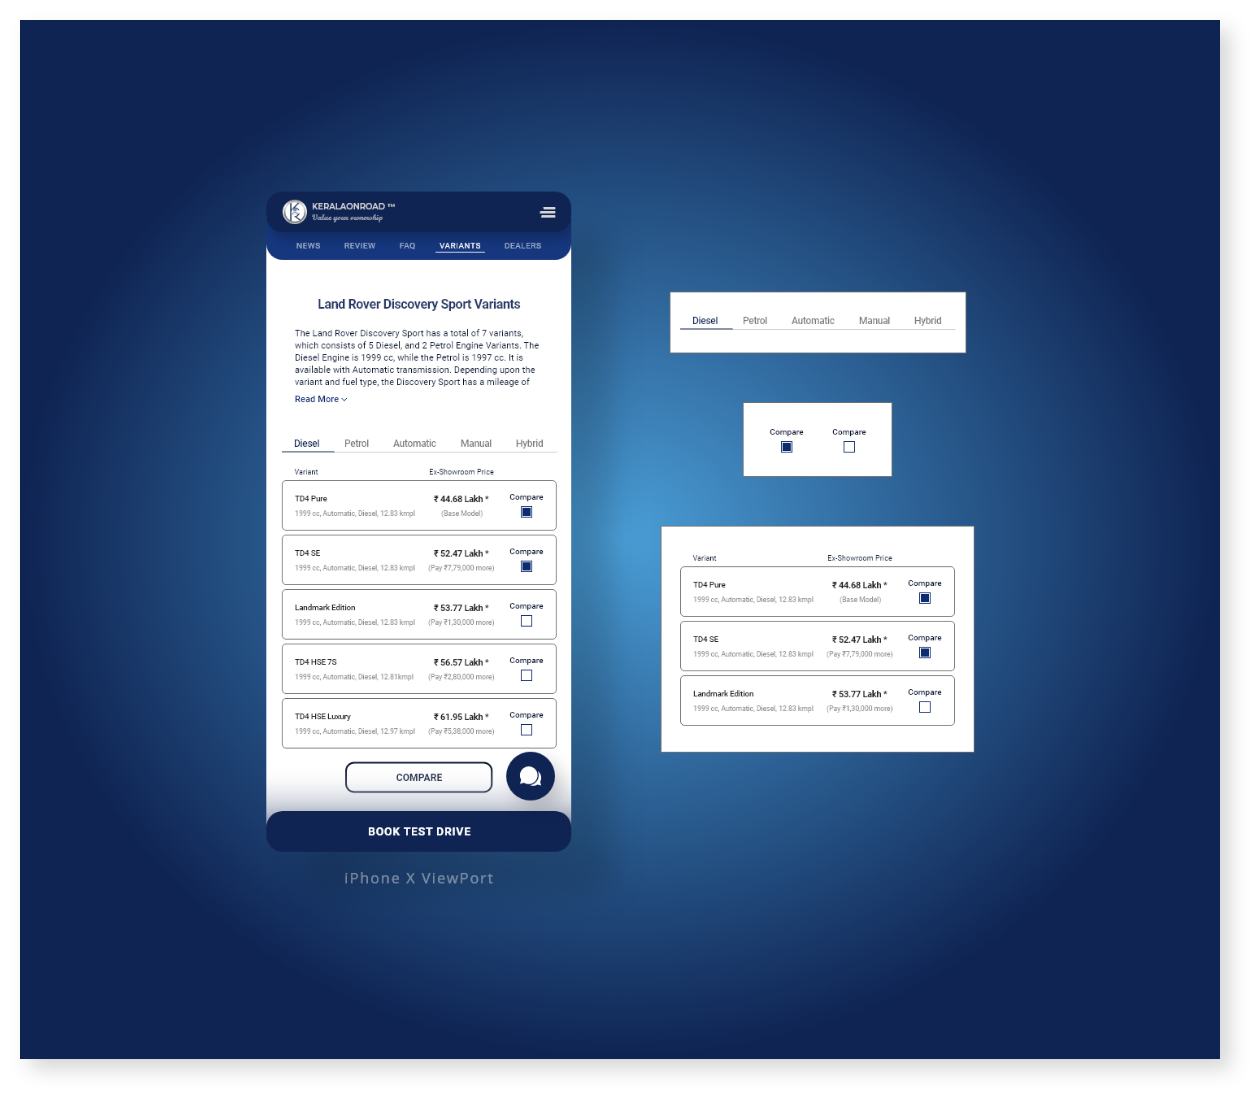 KERALAONROAD ™
Value your ownership
NEWS REVIEW FAQ VARIANTS DEALERS
Land Rover Discovery Sport Variants
The Land Rover Discovery Sport has a total of 7 variants,
which consists of 5 Diesel, and 2 Petrol Engine Variants. The
Diesel Engine is 1999 cc, while the Petrol is 1997 cc. It is
available with Automatic transmission. Depending upon the
variant and fuel type, the Discovery Sport has a mileage of
Read More
Diesel Petrol Automatic Manual Hybrid
Variant Ex-Showroom Price
TD4 Pure ₹ 44.68 Lakh * Compare
1999 cc, Automatic, Diesel, 12.83 kmpl (Base Model)
TD4 SE ₹ 52.47 Lakh * Compare
1999 cc, Automatic, Diesel, 12.83 kmpl (Pay ₹7,79,000 more)
Landmark Edition ₹ 53.77 Lakh * Compare
1999 cc, Automatic, Diesel, 12.83 kmpl (Pay ₹1,30,000 more)
TD4 HSE 7S ₹ 56.57 Lakh * Compare
1999 cc, Automatic, Diesel, 12.81kmpl (Pay ₹2,80,000 more)
TD4 HSE Luxury ₹ 61.95 Lakh * Compare
1999 cc, Automatic, Diesel, 12.97 kmpl (Pay ₹5,38,000 more)
COMPARE
BOOK TEST DRIVE
iPhone X ViewPort
Diesel Petrol Automatic Manual Hybrid
Compare Compare
Variant Ex-Showroom Price
TD4 Pure ₹ 44.68 Lakh * Compare
1999 cc, Automatic, Diesel, 12.83 kmpl (Base Model)
TD4 SE ₹ 52.47 Lakh * Compare
1999 cc, Automatic, Diesel, 12.83 kmpl (Pay ₹7,79,000 more)
Landmark Edition ₹ 53.77 Lakh * Compare
1999 cc, Automatic, Diesel, 12.83 kmpl (Pay ₹1,30,000 more)